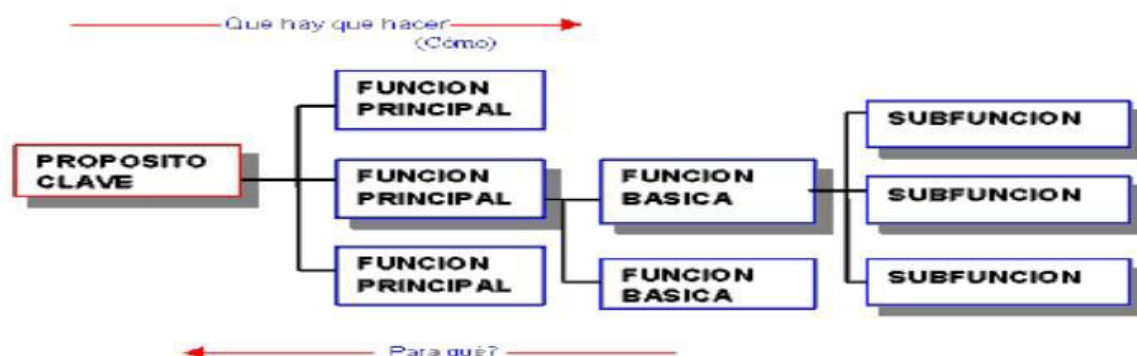 Que hay que hacer
(Cómo)
FUNCION
PRINCIPAL
SUBFUNCION
PROPOSITO
CLAVE
FUNCION
PRINCIPAL
FUNCION
BASICA
SUBFUNCION
FUNCION
PRINCIPAL
FUNCION
BASICA
SUBFUNCION
Para qué?